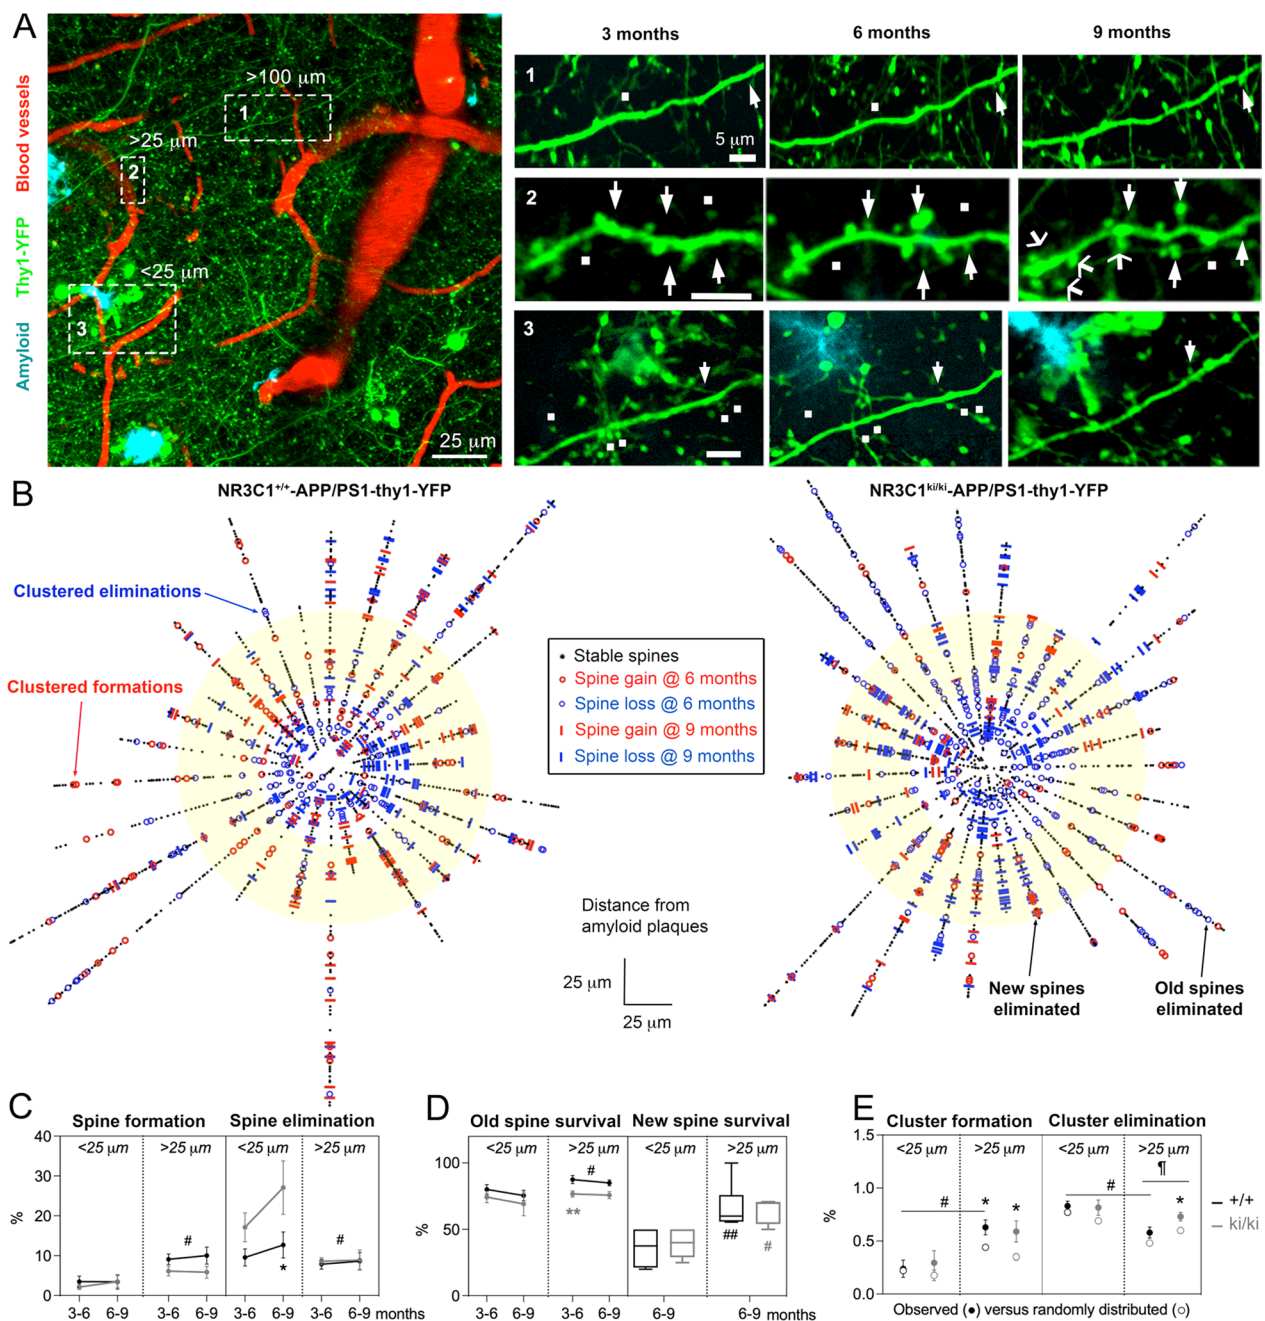 A
Blood vessels
Thy1-YFP
Amyloid
>100 μm
1
>25 μm
2
<25 μm
3
25 μm
3 months
6 months
9 months
1
5 μm
2
3
B
NR3C1+/+-APP/PS1-thy1-YFP
NR3C1ki/ki-APP/PS1-thy1-YFP
Clustered eliminations
Clustered formations
Stable spines
Spine gain @ 6 months
Spine loss @ 6 months
Spine gain @ 9 months
Spine loss @ 9 months
Distance from
amyloid plaques
25 μm
25 μm
New spines
eliminated
Old spines
eliminated
C
Spine formation
Spine elimination
<25 μm
>25 μm
<25 μm
>25 μm
%
40
30
20
10
0
#
*
#
3-6
6-9
3-6
6-9
3-6
6-9
3-6
6-9
months
D
Old spine survival
New spine survival
<25 μm
>25 μm
<25 μm
>25 μm
%
100
50
0
#
**
##
#
3-6
6-9
3-6
6-9
6-9
6-9
months
E
Cluster formation
Cluster elimination
<25 μm
>25 μm
<25 μm
>25 μm
%
1.5
1.0
0.5
0.0
#
*
*
#
¶
*
+/+
ki/ki
Observed (●) versus randomly distributed (○)